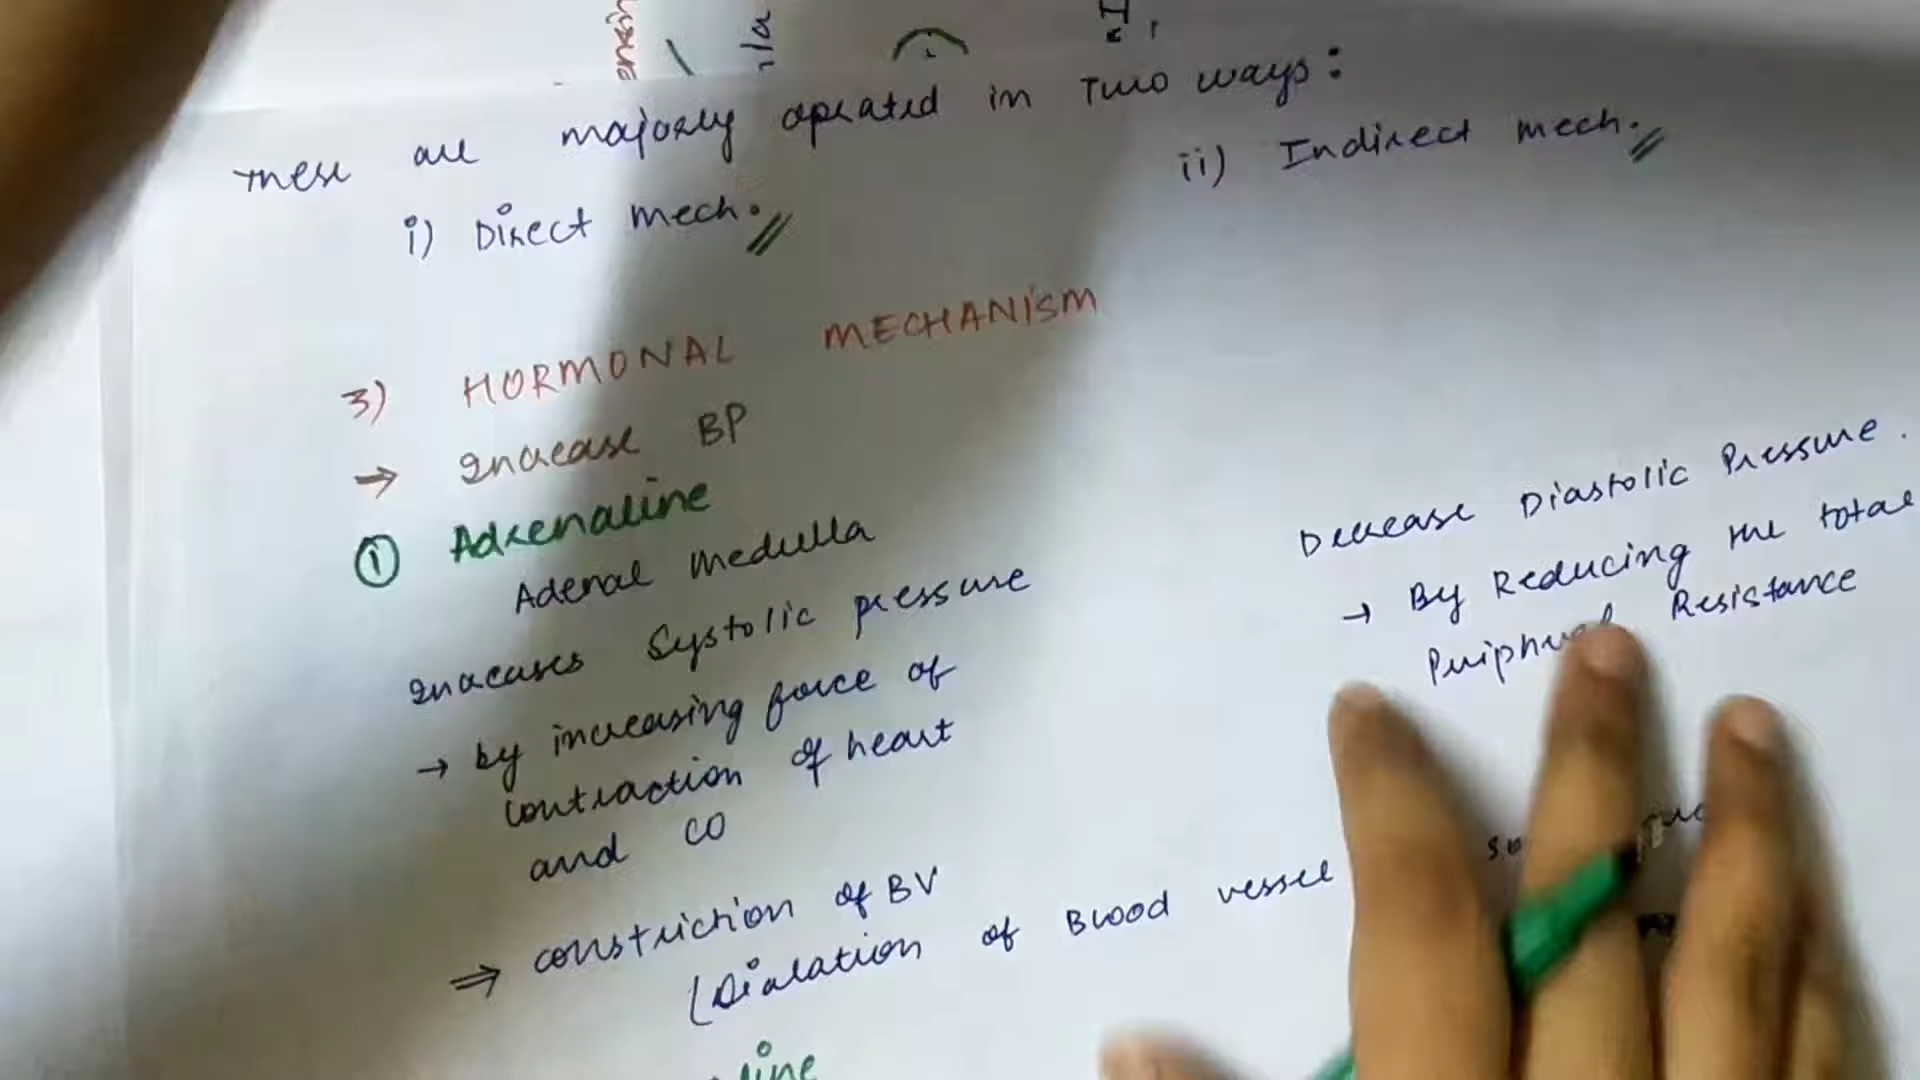 These are majorly operated in Two ways:
i) Direct mech.
ii) Indirect mech.
3) HORMONAL MECHANISM
→ Increase BP
① Adrenaline
Adenal medulla
Increases Systolic pressure
→ by increasing force of
contraction of heart
and CO
Decrease Diastolic Pressure.
→ By Reducing the total
Resistance
⇒ constriction of BV
(Dialation of Blood vessel